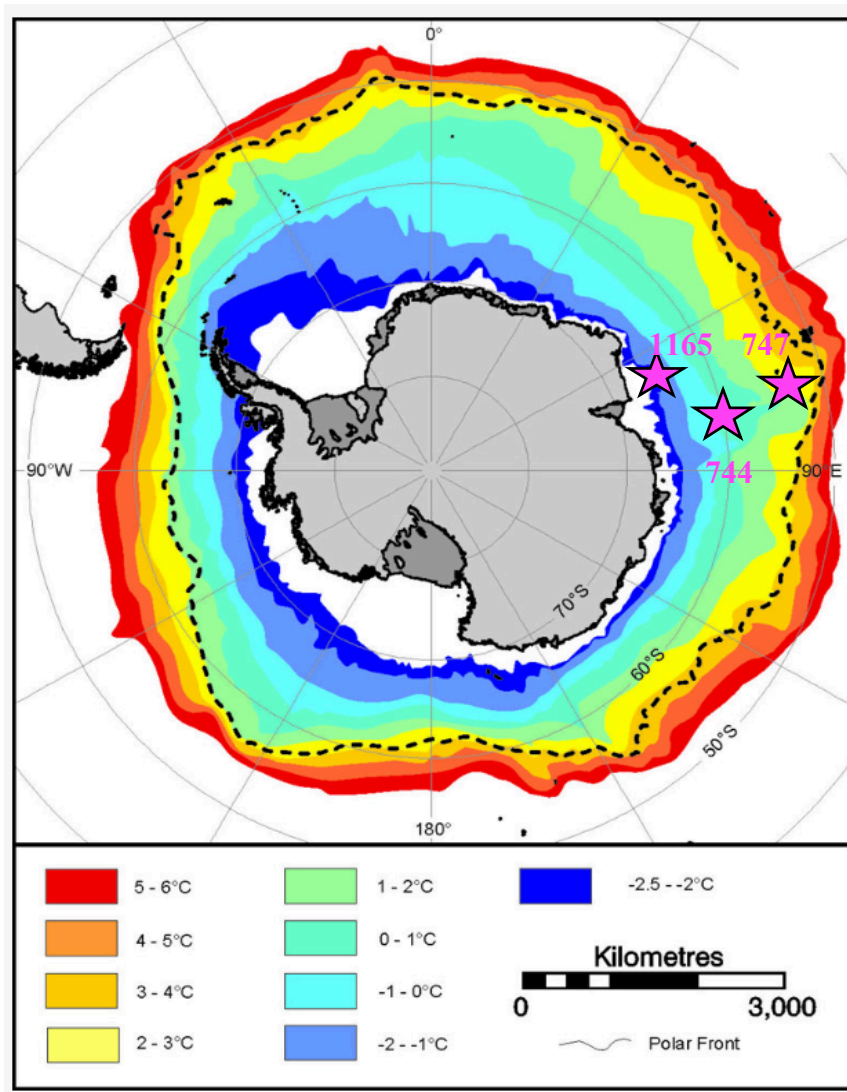 0°
1165
747
744
90°W
90°E
70°S
60°S
50°S
180°
5 - 6°C
1 - 2°C
-2.5 - -2°C
4 - 5°C
0 - 1°C
3 - 4°C
-1 - 0°C
Kilometres
0
3,000
2 - 3°C
-2 - -1°C
Polar Front